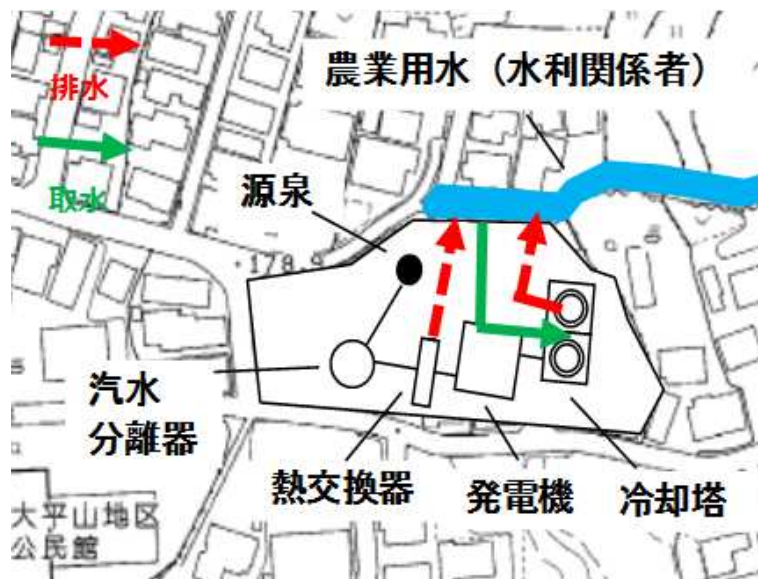 農業用水（水利関係者）
排水
取水
源泉
178.9
汽水
分離器
熱交換器
発電機
冷却塔
大平山地区
公民館